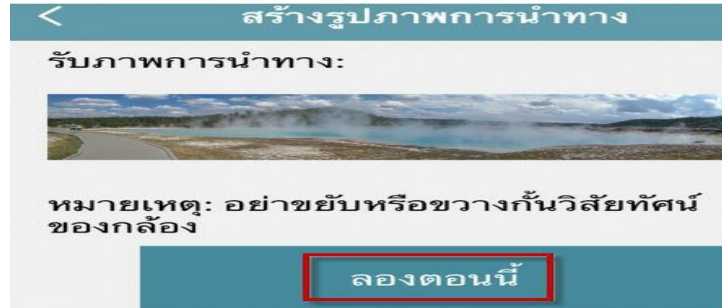 สร้างรูปภาพการนำทาง
รับภาพการนำทาง:
หมายเหตุ: อย่าขยับหรือขวางกั้นวิสัยทัศน์
ของกล้อง
ลองตอนนี้